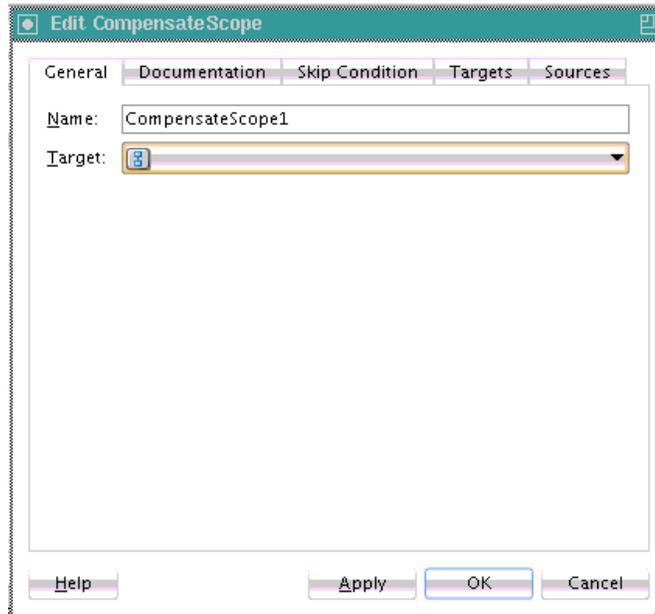 Edit CompensateScope
General Documentation Skip Condition Targets Sources
Name: CompensateScope1
Target:
Help Apply OK Cancel